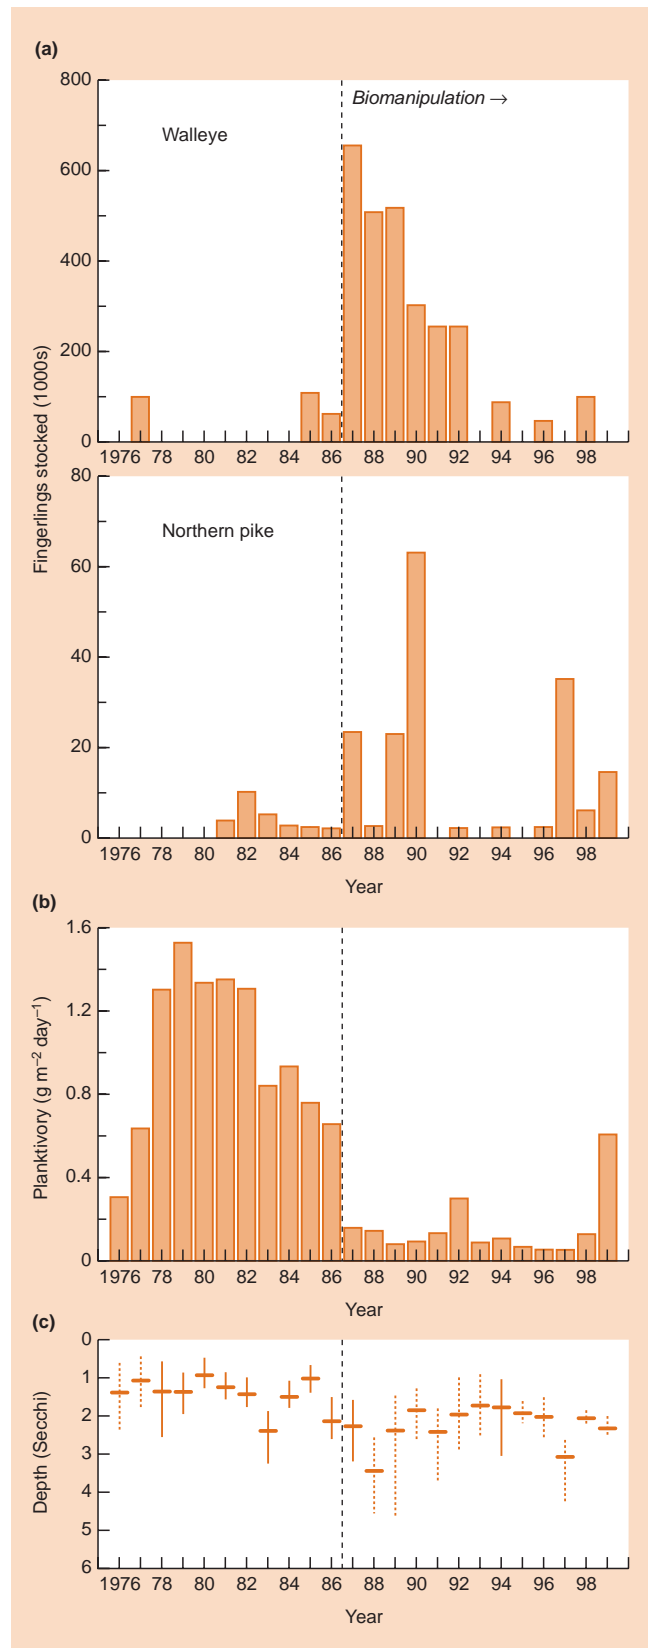 (a)
800
600
400
200
0
Biomanipulation →
Walleye
1976 78 80 82 84 86 88 90 92 94 96 98
Fingerlings stocked (1000s)
80
60
40
20
0
Northern pike
1976 78 80 82 84 86 88 90 92 94 96 98
Year
(b)
1.6
1.2
0.8
0.4
0
Planktivory (g m⁻² day⁻¹)
1976 78 80 82 84 86 88 90 92 94 96 98
Year
(c)
0
1
2
3
4
5
6
Depth (Secchi)
1976 78 80 82 84 86 88 90 92 94 96 98
Year